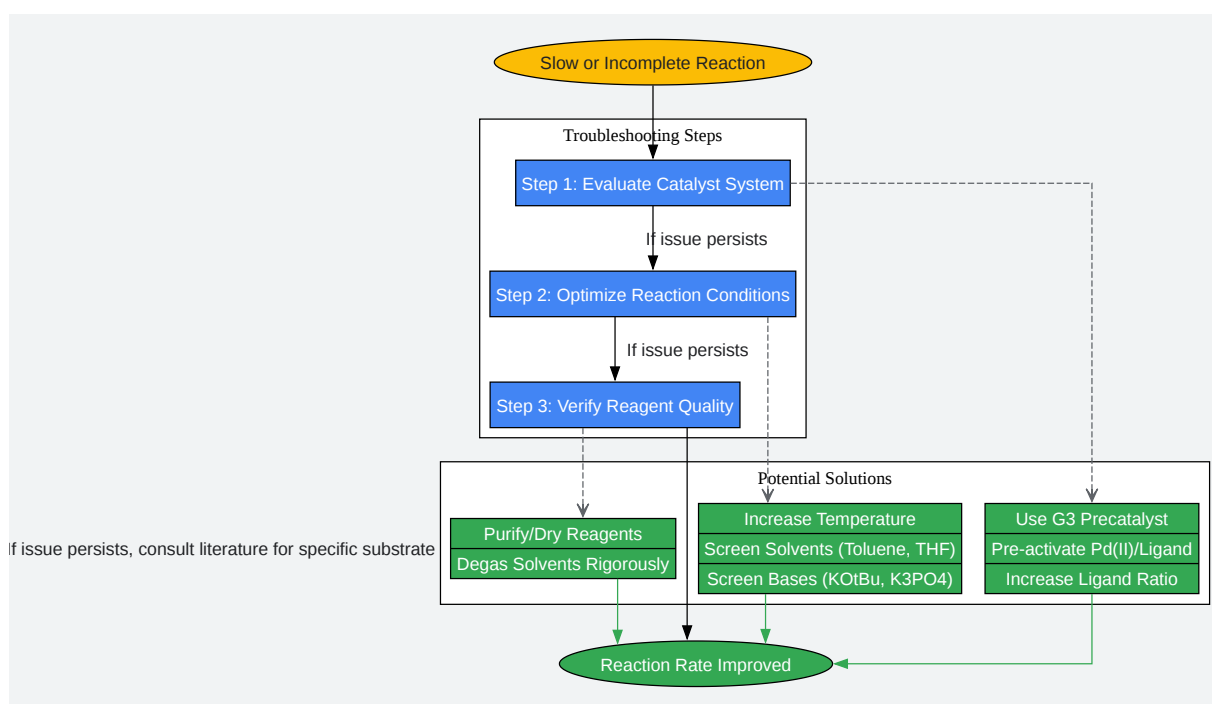 Slow or Incomplete Reaction
Troubleshooting Steps
Step 1: Evaluate Catalyst System
If issue persists
Step 2: Optimize Reaction Conditions
If issue persists
Step 3: Verify Reagent Quality
Potential Solutions
If issue persists, consult literature for specific substrate
Purify/Dry Reagents
Degas Solvents Rigorously
Increase Temperature
Screen Solvents (Toluene, THF)
Screen Bases (KOtBu, K3PO4)
Use G3 Precatalyst
Pre-activate Pd(II)/Ligand
Increase Ligand Ratio
Reaction Rate Improved